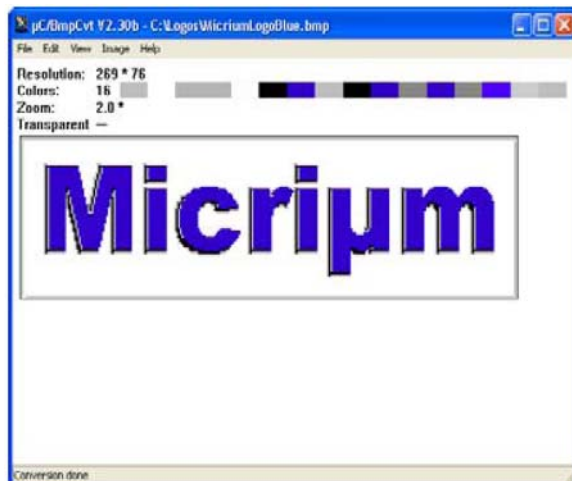 µC/BmpCvt V2.30b - C:\Logos\MicriumLogoBlue.bmp
File Edit View Image Help
Resolution: 269 * 76
Colors: 16
Zoom: 2.0 *
Transparent —
Micriµm
Conversion done